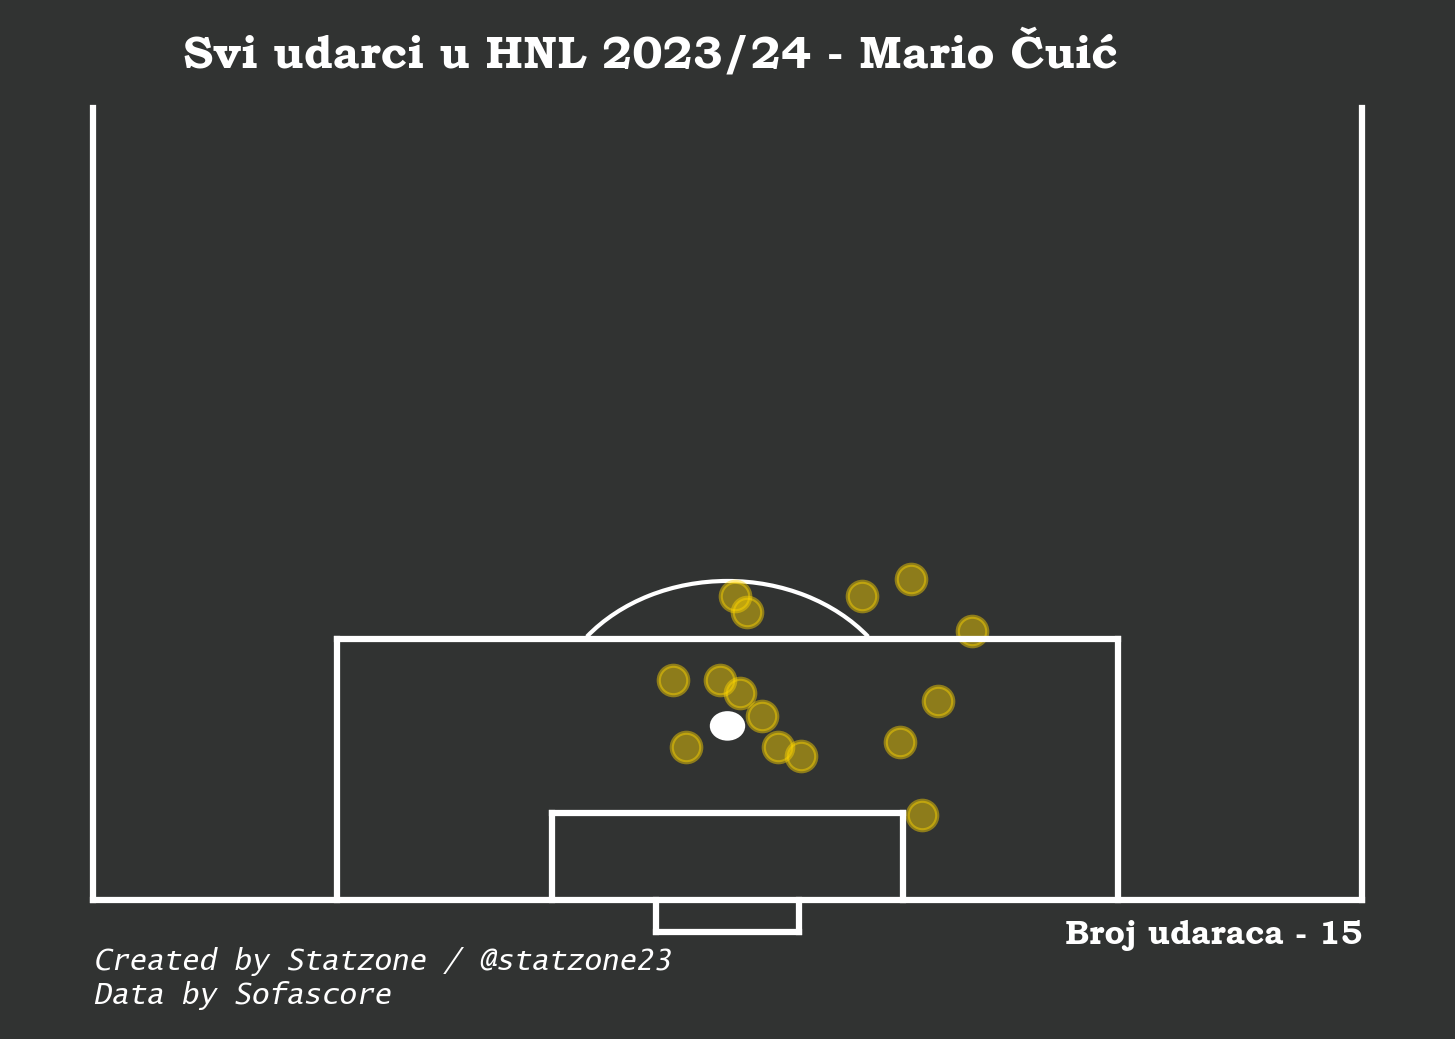 Svi udarci u HNL 2023/24 - Mario Čuić
Broj udaraca - 15
Created by Statzone / @statzone23
Data by Sofascore